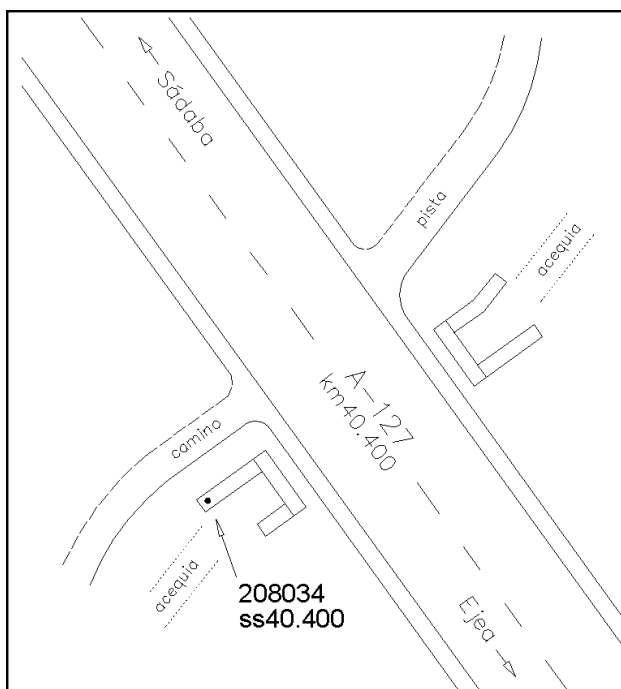 Sádaba
pista
acequia
A-127
km40.400
camino
acequia
208034
ss40.400
Ejea